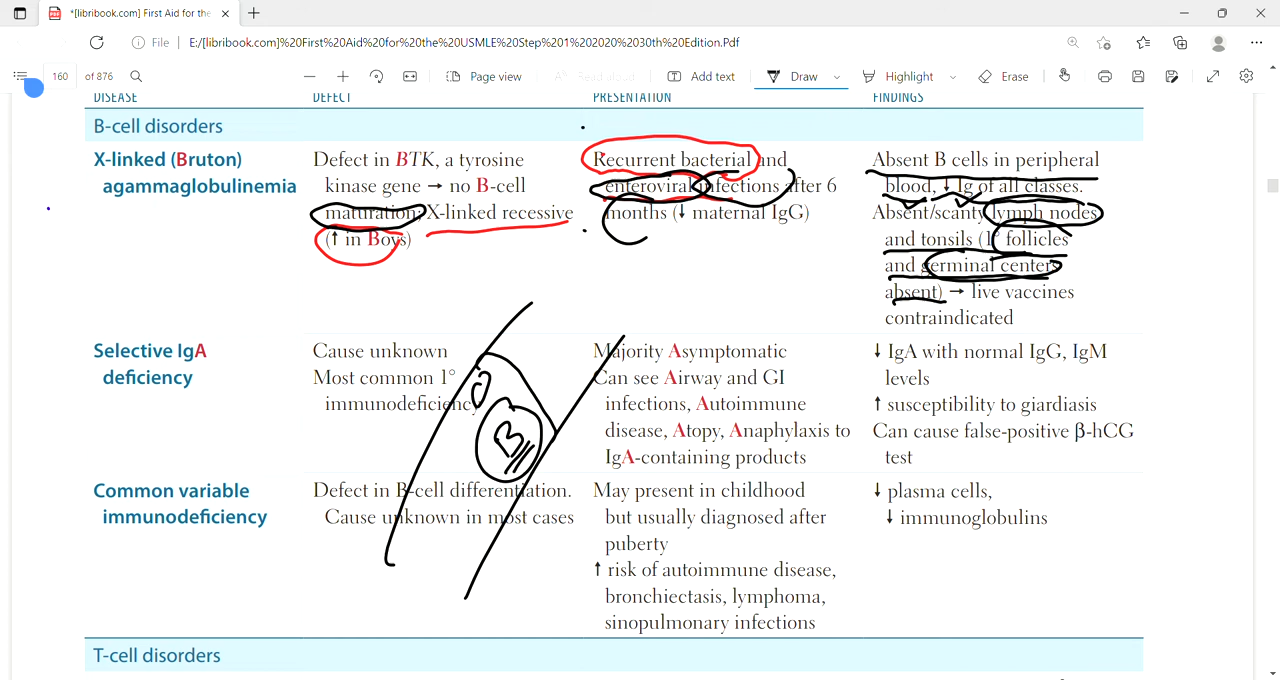 *[libribook.com] First Aid for the
File E:/[libribook.com]%20First%20Aid%20for%20the%20USMLE%20Step%201%202020%2030th%20Edition.Pdf
160 of 876 Page view Read aloud Add text Draw Highlight Erase
DISEASE DEFECT PRESENTATION FINDINGS
B-cell disorders
X-linked (Bruton) Defect in BTK, a tyrosine Recurrent bacterial and Absent B cells in peripheral
agammaglobulinemia kinase gene → no B-cell enteroviral infections after 6 blood, ↓ Ig of all classes.
maturation; X-linked recessive months (↓ maternal IgG) Absent/scanty lymph nodes
(↑ in Boys) and tonsils (1° follicles
and germinal centers
absent) → live vaccines
contraindicated
Selective IgA Cause unknown Majority Asymptomatic ↓ IgA with normal IgG, IgM
deficiency Most common 1° Can see Airway and GI levels
immunodeficiency infections, Autoimmune ↑ susceptibility to giardiasis
disease, Atopy, Anaphylaxis to Can cause false-positive β-hCG
IgA-containing products test
B
Common variable Defect in B-cell differentiation. May present in childhood ↓ plasma cells,
immunodeficiency Cause unknown in most cases but usually diagnosed after ↓ immunoglobulins
puberty
↑ risk of autoimmune disease,
bronchiectasis, lymphoma,
sinopulmonary infections
T-cell disorders